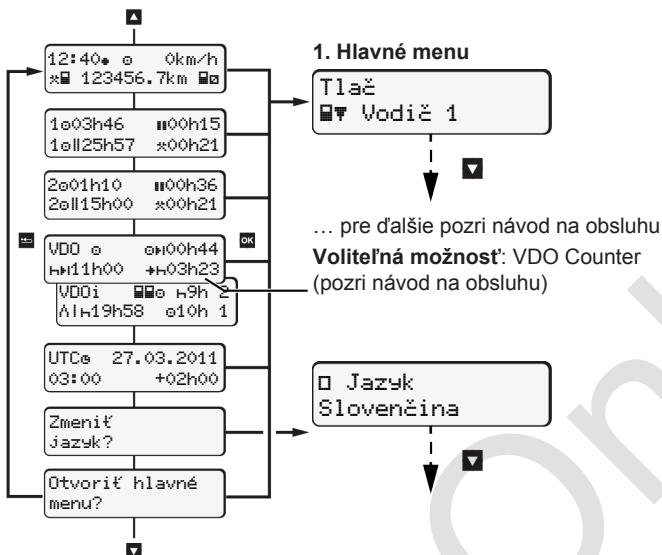 12:40 0km/h
123456.7km
1 03h46 00h15
1 25h57 00h21
2 01h10 00h36
2 15h00 00h21
VDO 00h44
11h00 03h23
VDOi 9h 2
19h58 10h 1
UTC 27.03.2011
03:00 +02h00
Zmeniť
jazyk?
Otvoriť hlavné
menu?
OK
1. Hlavné menu
Tlač
Vodič 1
… pre ďalšie pozri návod na obsluhu
Voliteľná možnosť: VDO Counter
(pozri návod na obsluhu)
Jazyk
Slovenčina